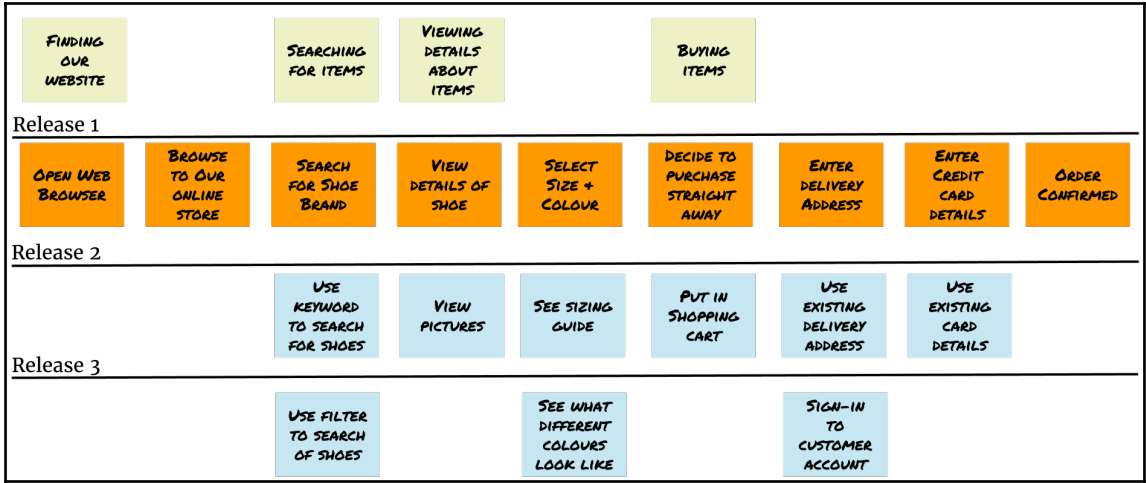 FINDING
OUR
WEBSITE
SEARCHING
FOR ITEMS
VIEWING
DETAILS
ABOUT
ITEMS
BUYING
ITEMS
Release 1
OPEN WEB
BROWSER
BROWSE
TO OUR
ONLINE
STORE
SEARCH
FOR SHOE
BRAND
VIEW
DETAILS OF
SHOE
SELECT
SIZE +
COLOUR
DECIDE TO
PURCHASE
STRAIGHT
AWAY
ENTER
DELIVERY
ADDRESS
ENTER
CREDIT
CARD
DETAILS
ORDER
CONFIRMED
Release 2
USE
KEYWORD
TO SEARCH
FOR SHOES
VIEW
PICTURES
SEE SIZING
GUIDE
PUT IN
SHOPPING
CART
USE
EXISTING
DELIVERY
ADDRESS
USE
EXISTING
CARD
DETAILS
Release 3
USE FILTER
TO SEARCH
OF SHOES
SEE WHAT
DIFFERENT
COLOURS
LOOK LIKE
SIGN-IN
TO
CUSTOMER
ACCOUNT